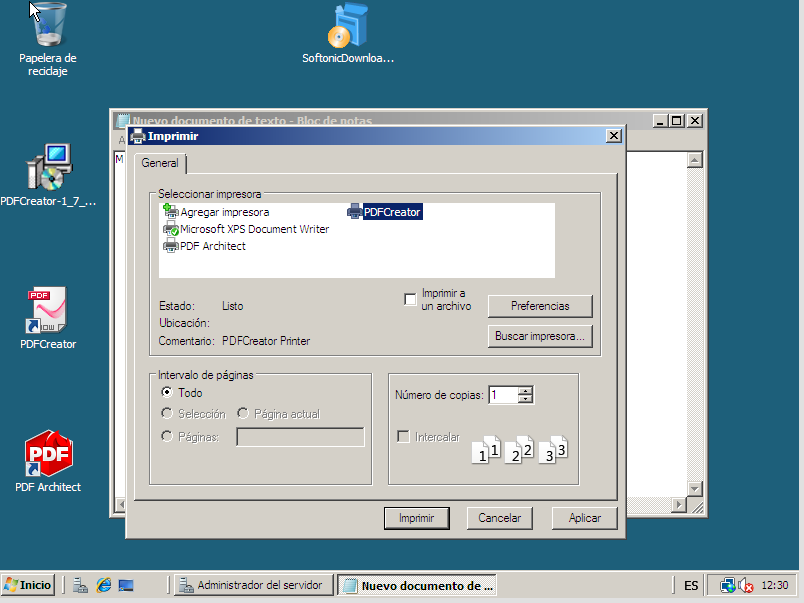 Papelera de
reciclaje
SoftonicDownloa...
PDFCreator-1_7_...
PDF
PDFCreator
PDF
PDF Architect
Nuevo documento de texto - Bloc de notas
A
M
Imprimir
General
Seleccionar impresora
Agregar impresora
PDFCreator
Microsoft XPS Document Writer
PDF Architect
Estado: Listo
Ubicación:
Comentario: PDFCreator Printer
Imprimir a
un archivo
Preferencias
Buscar impresora...
Intervalo de páginas
Todo
Selección
Página actual
Páginas:
Número de copias: 1
Intercalar
1 1 2 2 3 3
Imprimir
Cancelar
Aplicar
Inicio
Administrador del servidor
Nuevo documento de ...
ES
12:30